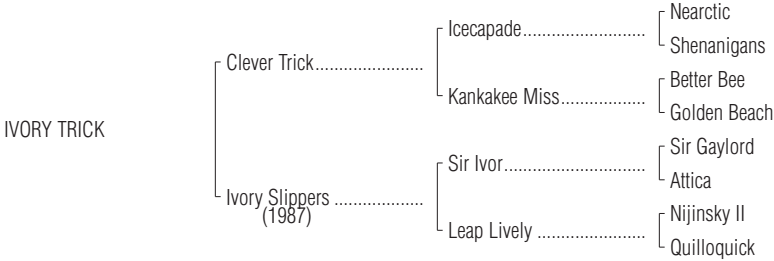 Nearctic
Icecapade..............................
Shenanigans
Clever Trick..........................
Better Bee
Kankakee Miss.....................
Golden Beach
IVORY TRICK
Sir Gaylord
Sir Ivor...................................
Attica
Ivory Slippers ......................
(1987)
Nijinsky II
Leap Lively ..........................
Quilloquick